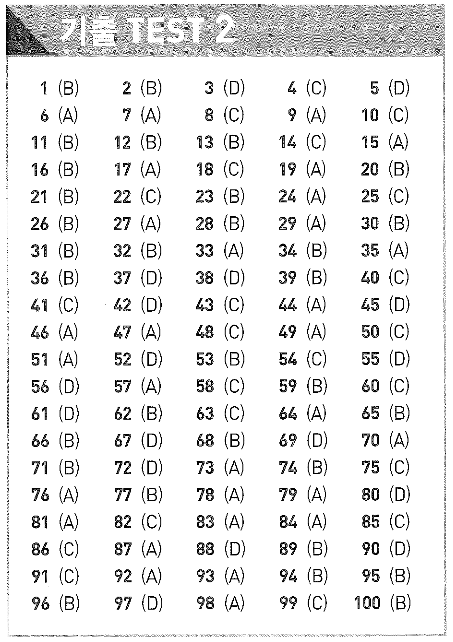 기출 TEST 2
1 (B) 2 (B) 3 (D) 4 (C) 5 (D)
6 (A) 7 (A) 8 (C) 9 (A) 10 (C)
11 (B) 12 (B) 13 (B) 14 (C) 15 (A)
16 (B) 17 (A) 18 (C) 19 (A) 20 (B)
21 (B) 22 (C) 23 (B) 24 (A) 25 (C)
26 (B) 27 (A) 28 (B) 29 (A) 30 (B)
31 (B) 32 (B) 33 (A) 34 (B) 35 (A)
36 (B) 37 (D) 38 (D) 39 (B) 40 (C)
41 (C) 42 (D) 43 (C) 44 (A) 45 (D)
46 (A) 47 (A) 48 (C) 49 (A) 50 (C)
51 (A) 52 (D) 53 (B) 54 (C) 55 (D)
56 (D) 57 (A) 58 (C) 59 (B) 60 (C)
61 (D) 62 (B) 63 (C) 64 (A) 65 (B)
66 (B) 67 (D) 68 (B) 69 (D) 70 (A)
71 (B) 72 (D) 73 (A) 74 (B) 75 (C)
76 (A) 77 (B) 78 (A) 79 (A) 80 (D)
81 (A) 82 (C) 83 (A) 84 (A) 85 (C)
86 (C) 87 (A) 88 (D) 89 (B) 90 (D)
91 (C) 92 (A) 93 (A) 94 (B) 95 (B)
96 (B) 97 (D) 98 (A) 99 (C) 100 (B)